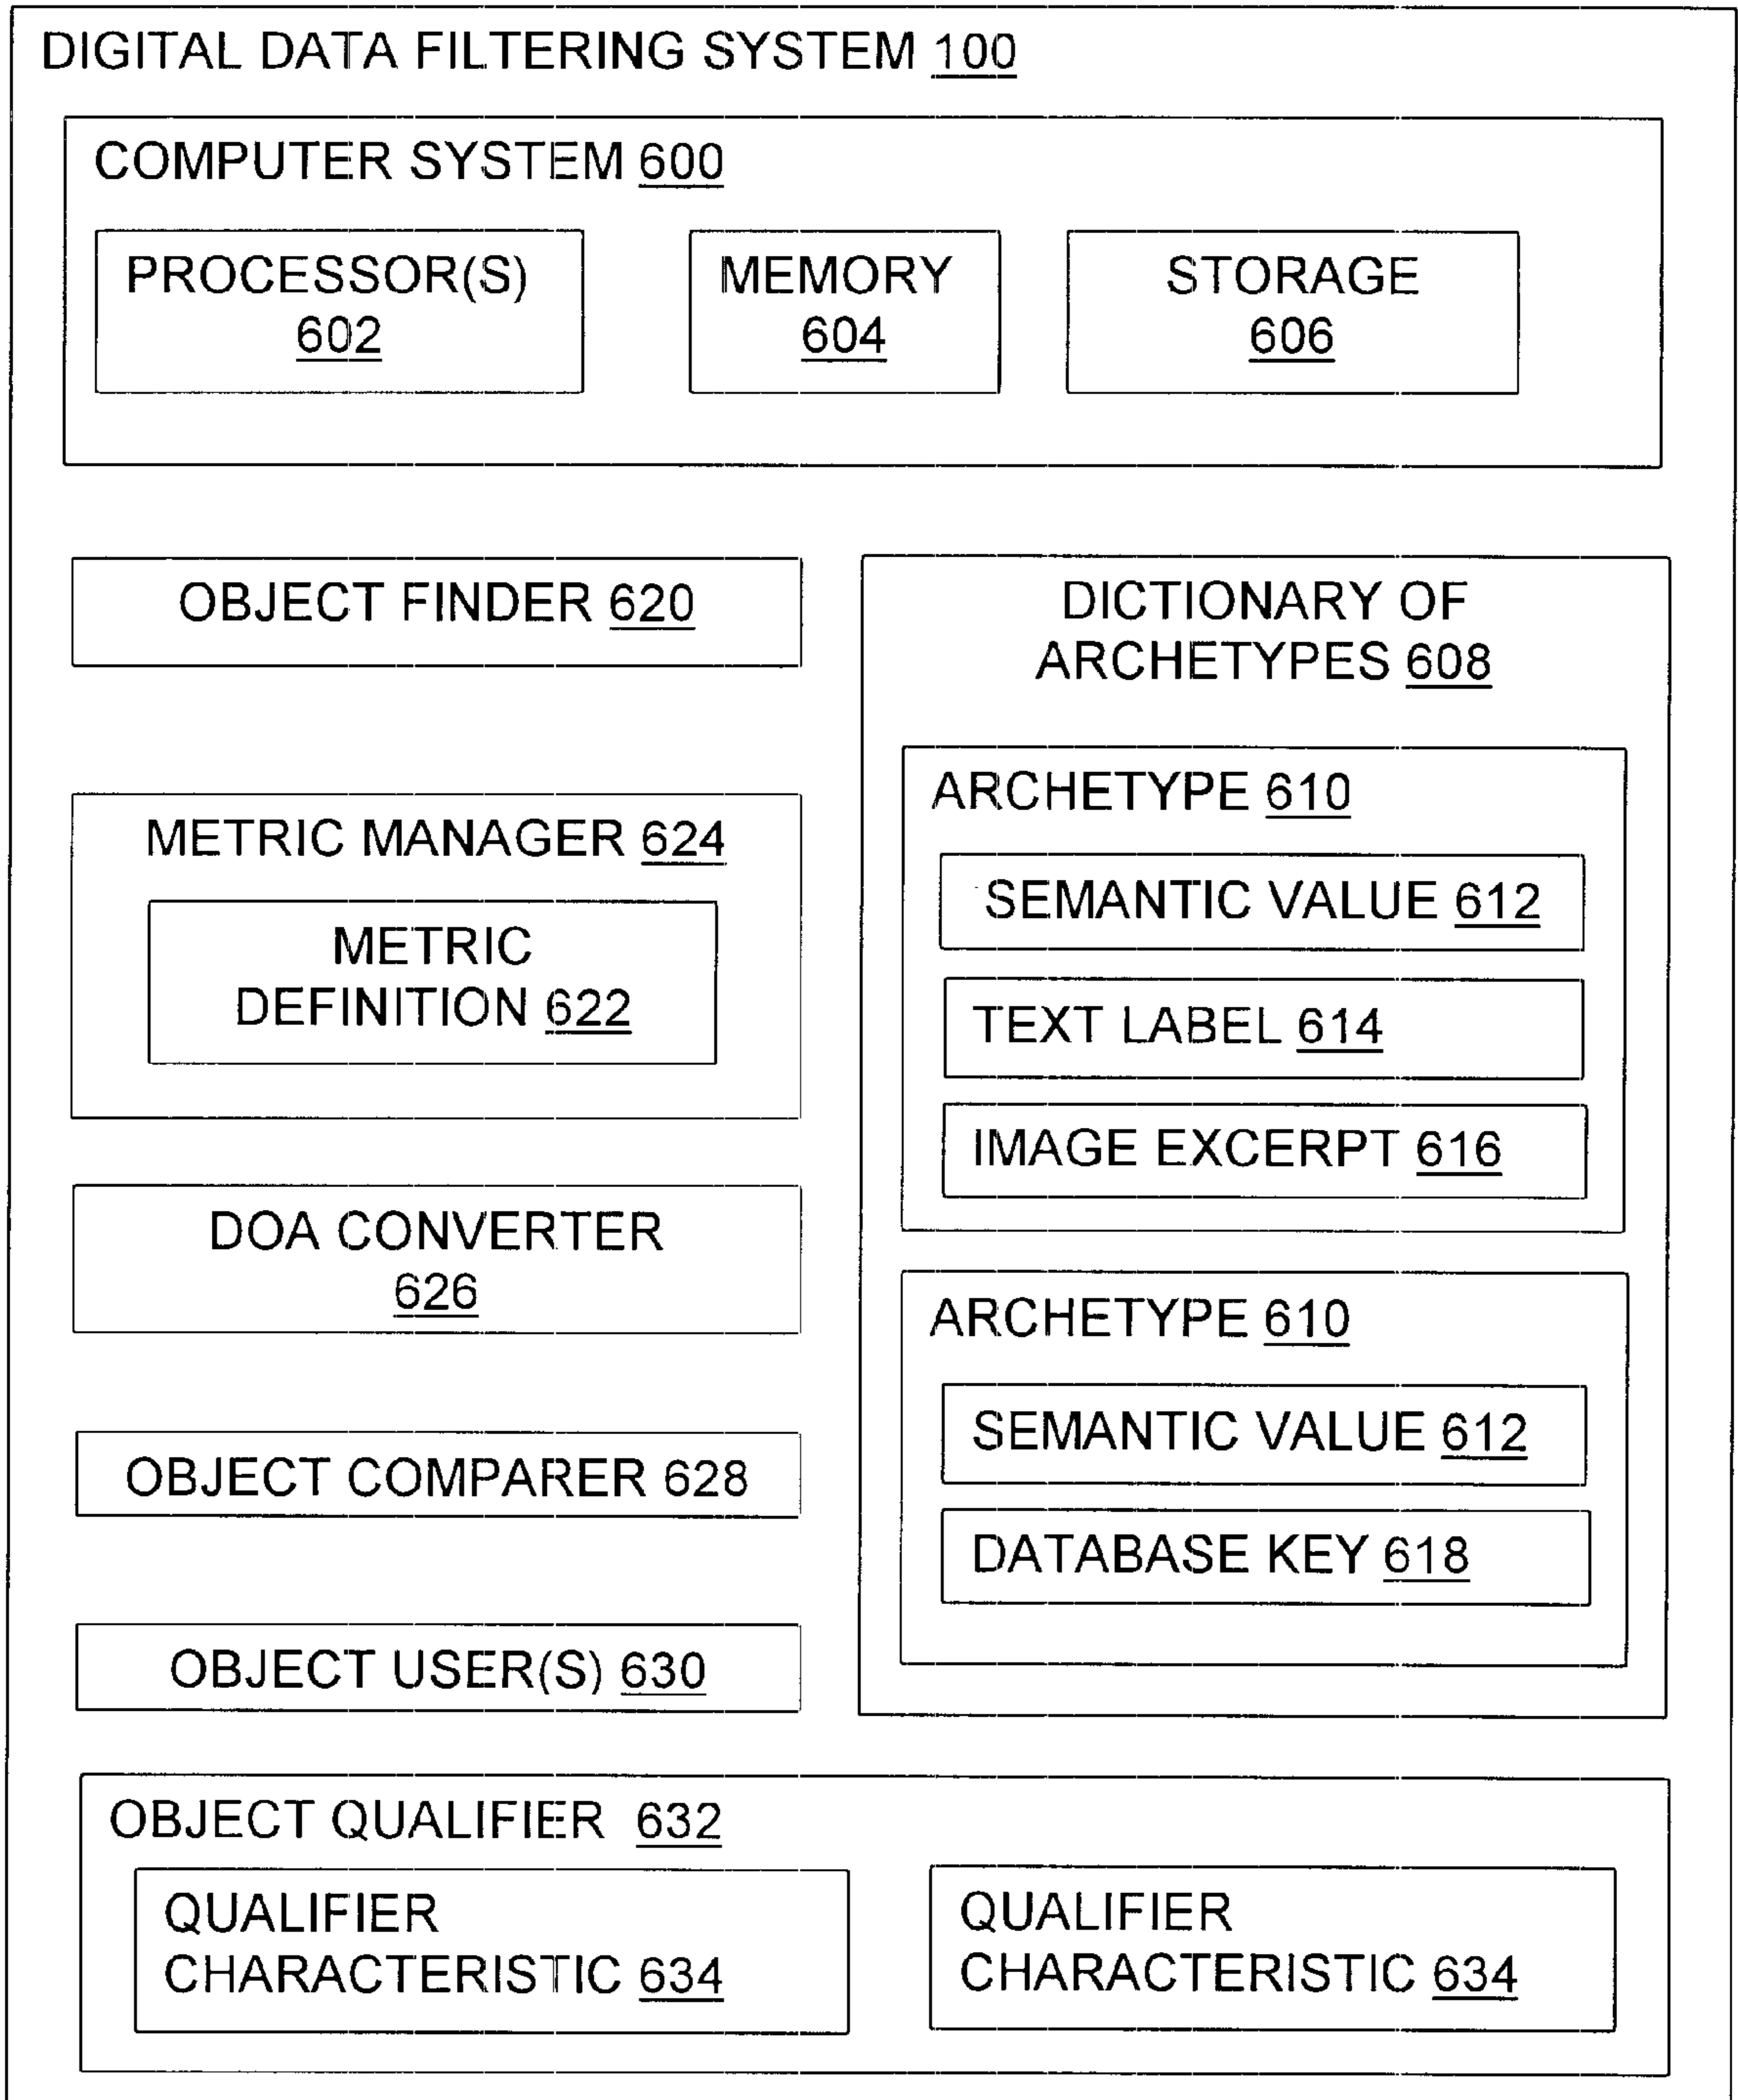 DIGITAL DATA FILTERING SYSTEM 100
COMPUTER SYSTEM 600
PROCESSOR(S)
602
MEMORY
604
STORAGE
606
OBJECT FINDER 620
METRIC MANAGER 624
METRIC
DEFINITION 622
DOA CONVERTER
626
OBJECT COMPARER 628
OBJECT USER(S) 630
DICTIONARY OF
ARCHETYPES 608
ARCHETYPE 610
SEMANTIC VALUE 612
TEXT LABEL 614
IMAGE EXCERPT 616
ARCHETYPE 610
SEMANTIC VALUE 612
DATABASE KEY 618
OBJECT QUALIFIER 632
QUALIFIER
CHARACTERISTIC 634
QUALIFIER
CHARACTERISTIC 634